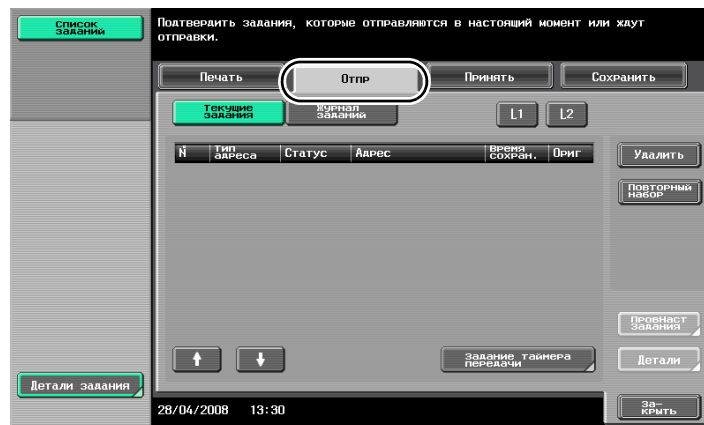 Список
заданий
Подтвердить задания, которые отправляются в настоящий момент или ждут
отправки.
Печать
Отпр
Принять
Сохранить
Текущие
задания
Журнал
заданий
L1
L2
N
Тип
адреса
Статус
Адрес
Время
сохран.
Ориг
Удалить
Повторный
набор
ПровНаст
Задания
Задание таймера
передачи
Детали
Детали задания
28/04/2008 13:30
За-
крыть